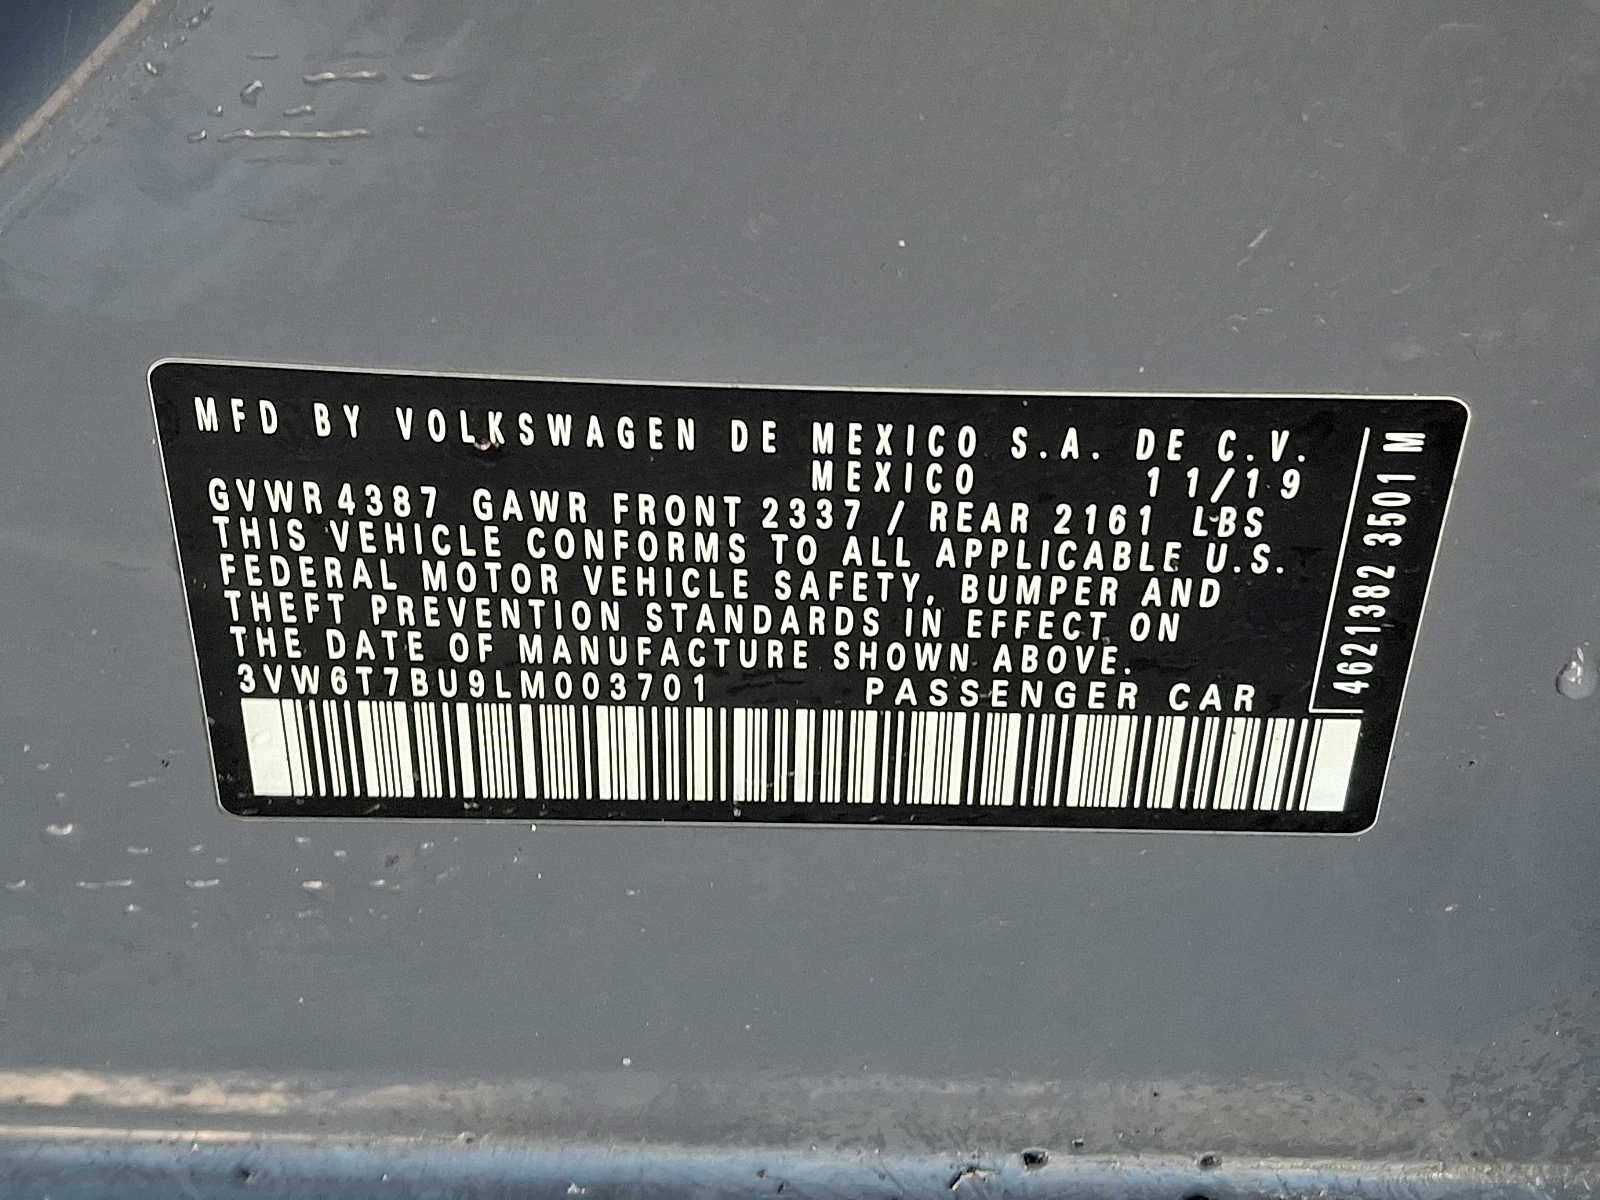 MFD BY VOLKSWAGEN DE MEXICO S.A. DE C.V.
MEXICO 11/19
GVWR 4387 GAWR FRONT 2337 / REAR 2161 LBS
THIS VEHICLE CONFORMS TO ALL APPLICABLE U.S.
FEDERAL MOTOR VEHICLE SAFETY, BUMPER AND
THEFT PREVENTION STANDARDS IN EFFECT ON
THE DATE OF MANUFACTURE SHOWN ABOVE.
3VW6T7BU9LM003701 PASSENGER CAR
4621382 3501 M